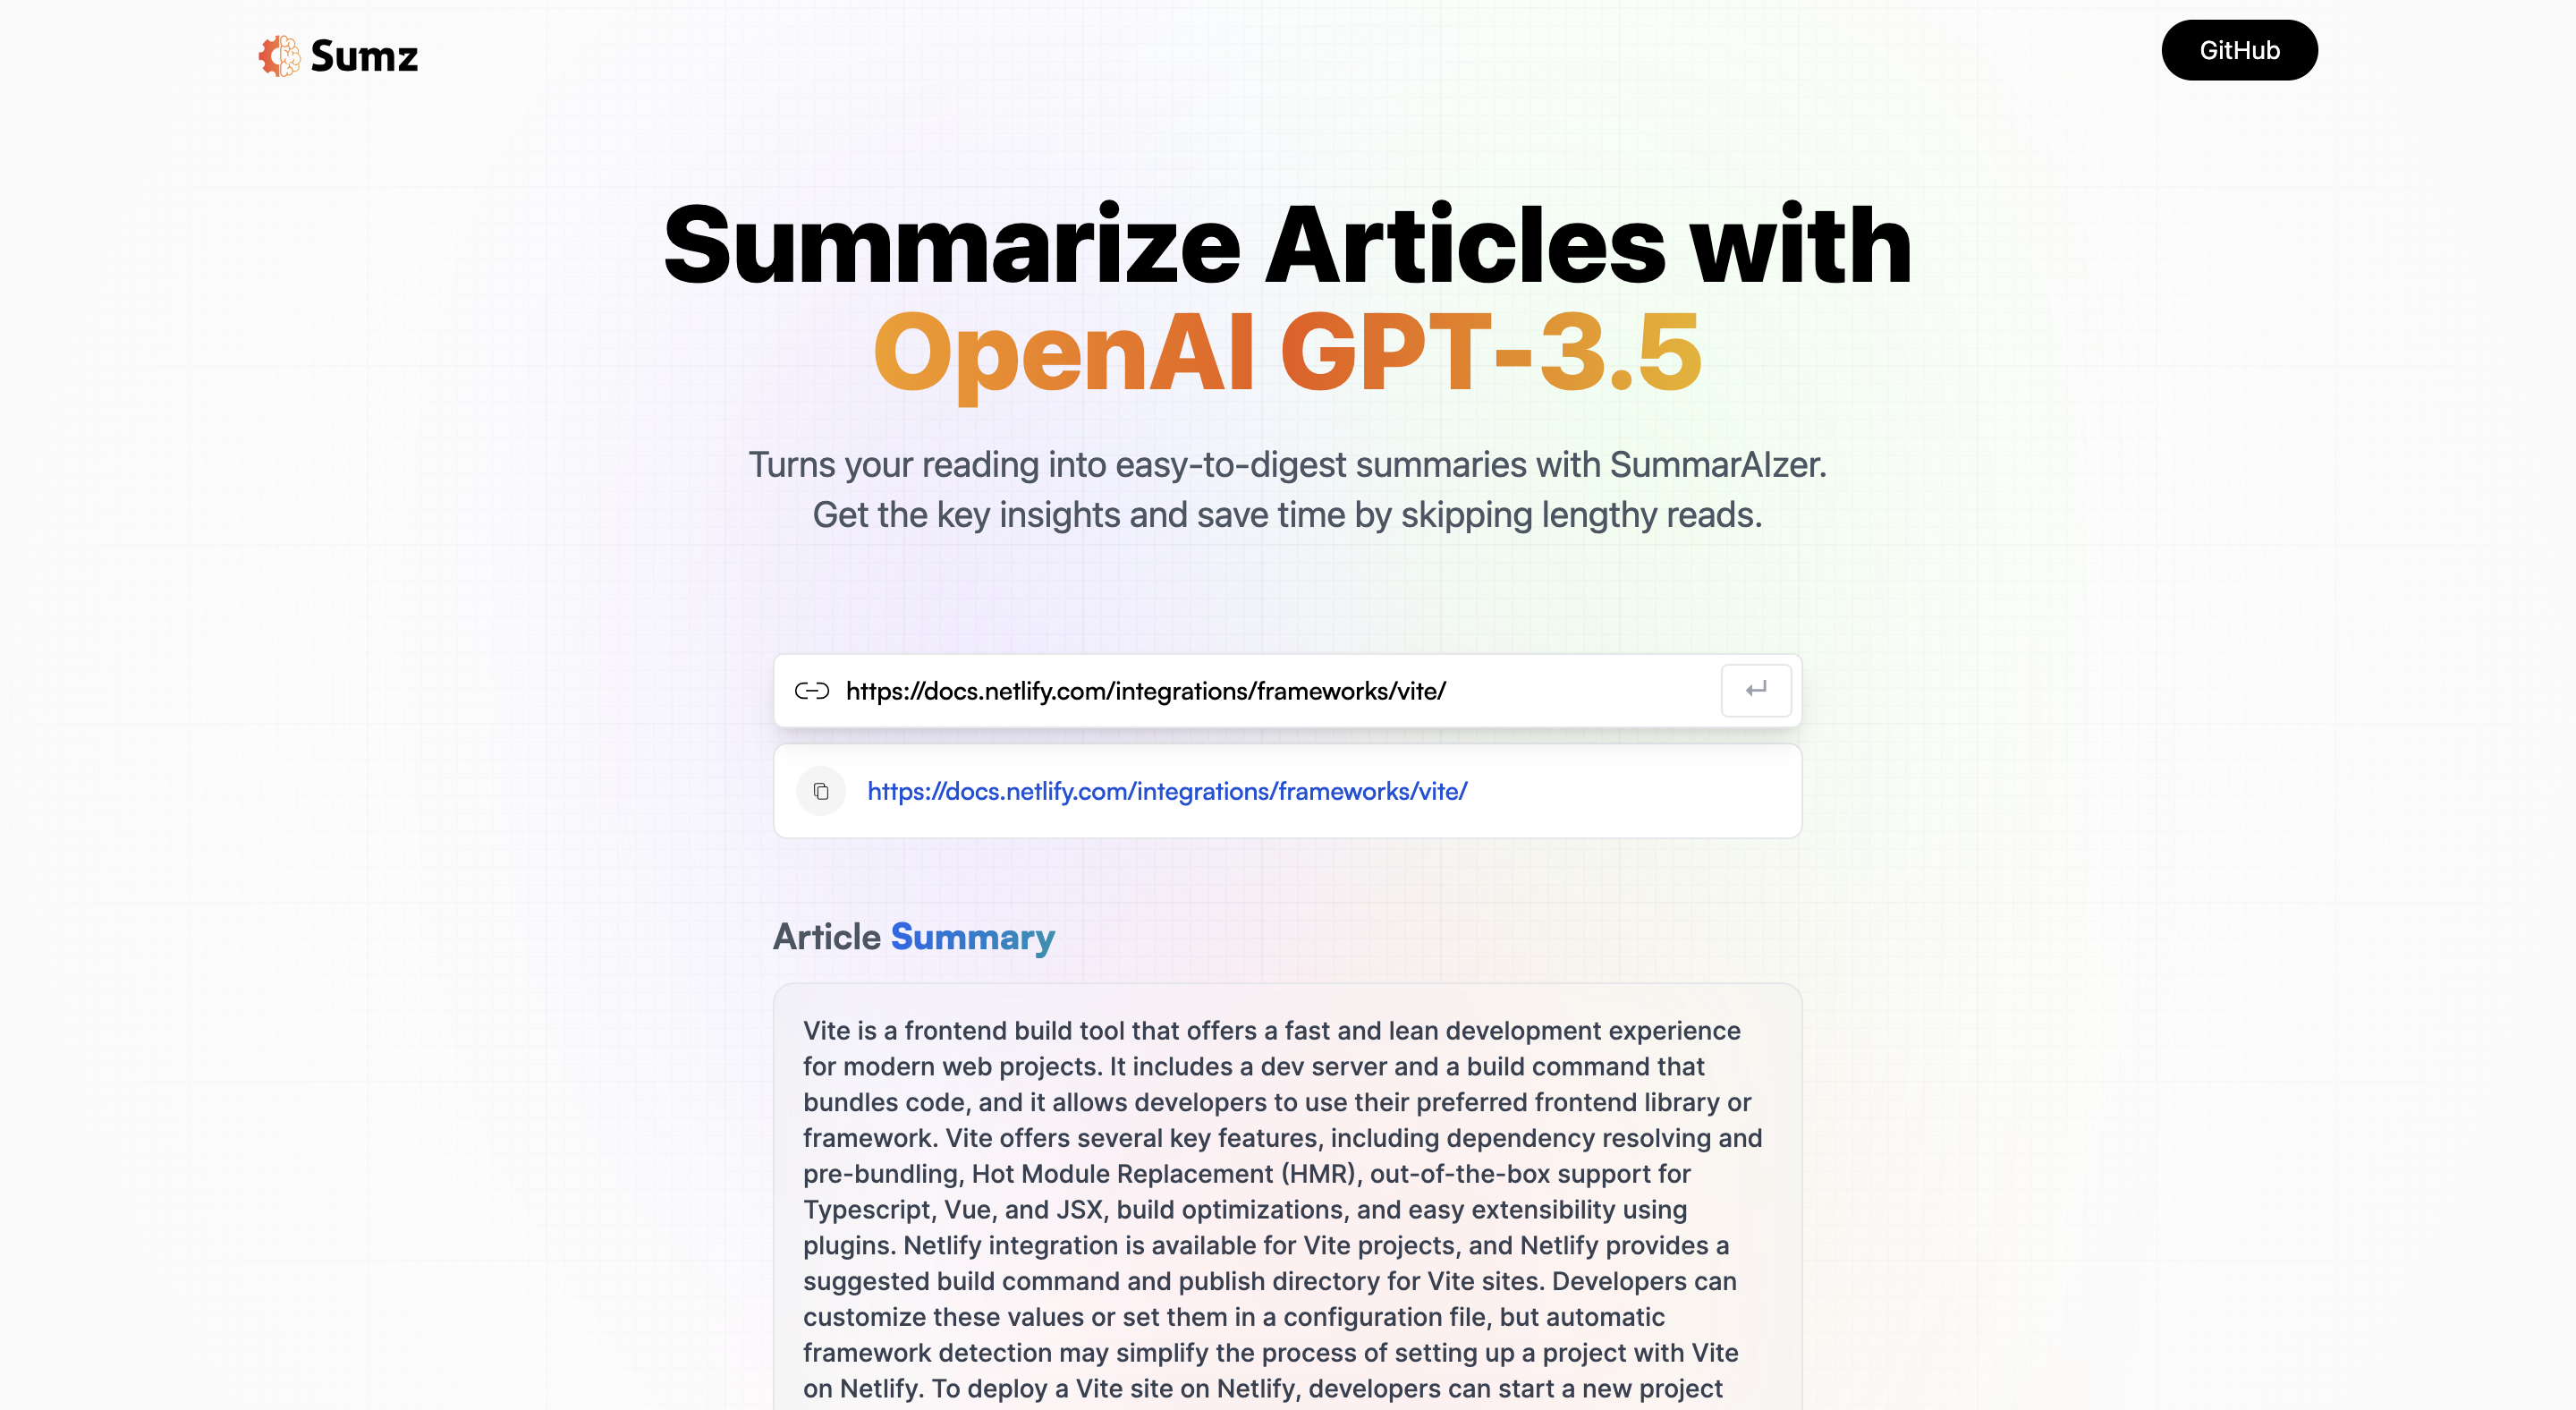 Sumz
GitHub
Summarize Articles with
OpenAI GPT-3.5
Turns your reading into easy-to-digest summaries with SummarAIzer.
Get the key insights and save time by skipping lengthy reads.
https://docs.netlify.com/integrations/frameworks/vite/
https://docs.netlify.com/integrations/frameworks/vite/
Article Summary
Vite is a frontend build tool that offers a fast and lean development experience
for modern web projects. It includes a dev server and a build command that
bundles code, and it allows developers to use their preferred frontend library or
framework. Vite offers several key features, including dependency resolving and
pre-bundling, Hot Module Replacement (HMR), out-of-the-box support for
Typescript, Vue, and JSX, build optimizations, and easy extensibility using
plugins. Netlify integration is available for Vite projects, and Netlify provides a
suggested build command and publish directory for Vite sites. Developers can
customize these values or set them in a configuration file, but automatic
framework detection may simplify the process of setting up a project with Vite
on Netlify. To deploy a Vite site on Netlify, developers can start a new project